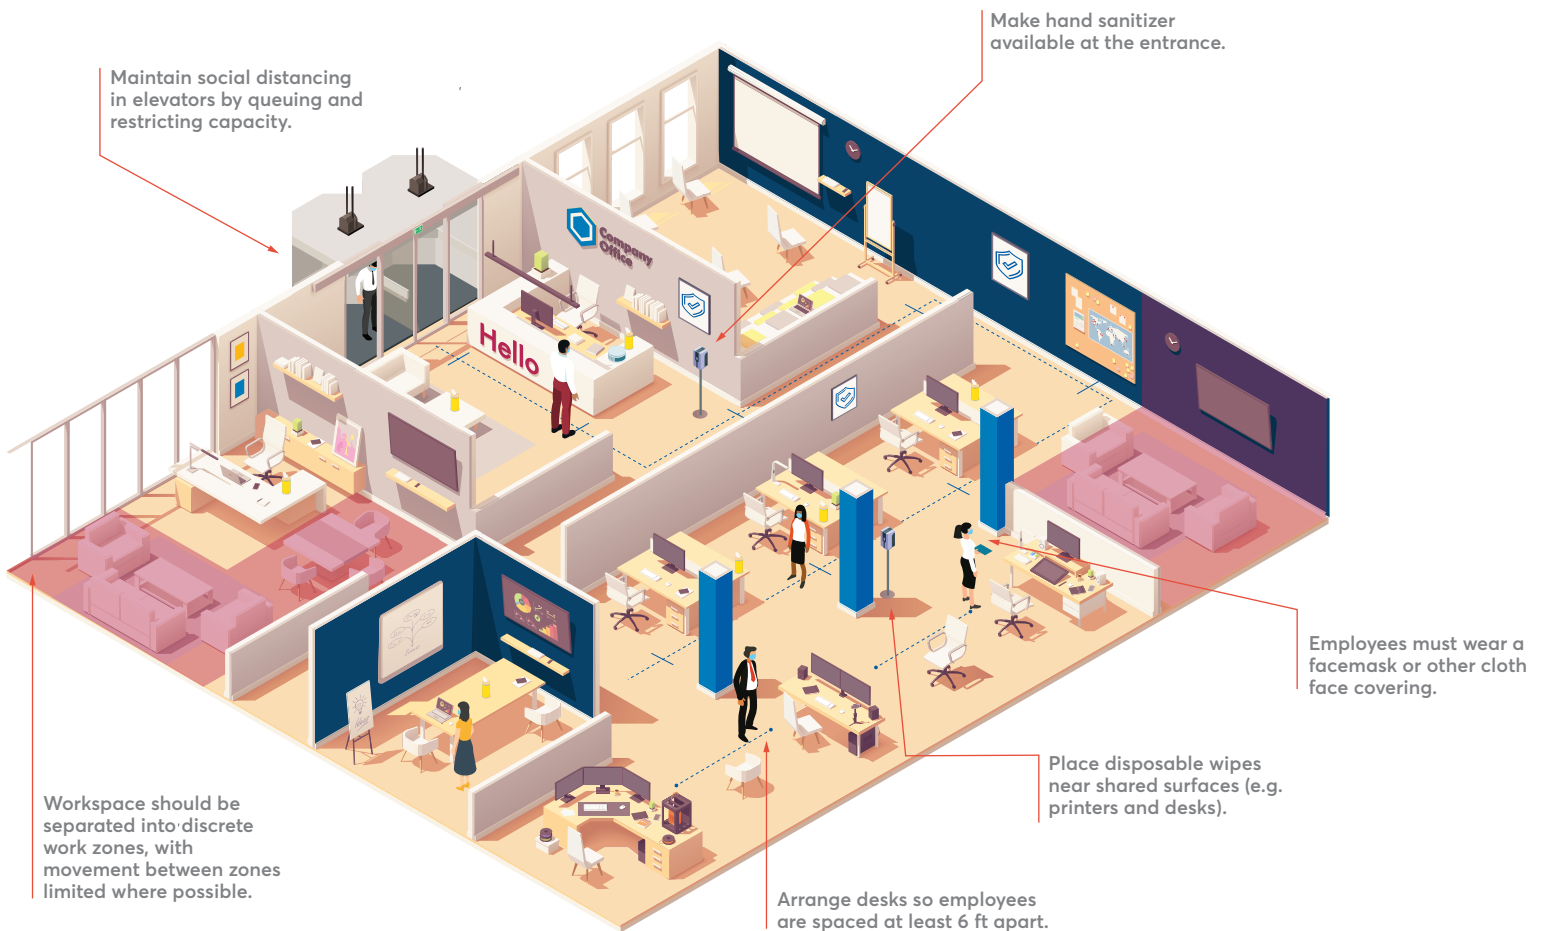 Make hand sanitizer
available at the entrance.
Maintain social distancing
in elevators by queuing and
restricting capacity.
Company
Office
Hello
Employees must wear a
facemask or other cloth
face covering.
Place disposable wipes
near shared surfaces (e.g.
printers and desks).
Workspace should be
separated into discrete
work zones, with
movement between zones
limited where possible.
Arrange desks so employees
are spaced at least 6 ft apart.